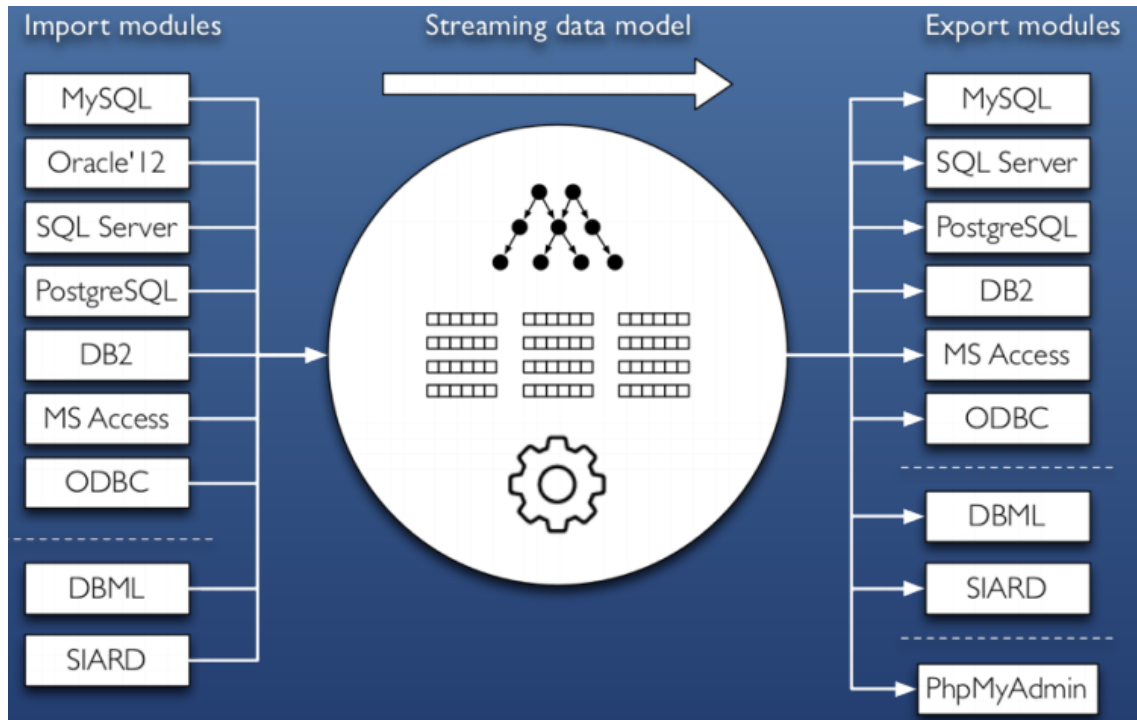 Import modules
Streaming data model
Export modules
MySQL
Oracle'12
SQL Server
PostgreSQL
DB2
MS Access
ODBC
DBML
SIARD
MySQL
SQL Server
PostgreSQL
DB2
MS Access
ODBC
DBML
SIARD
PhpMyAdmin